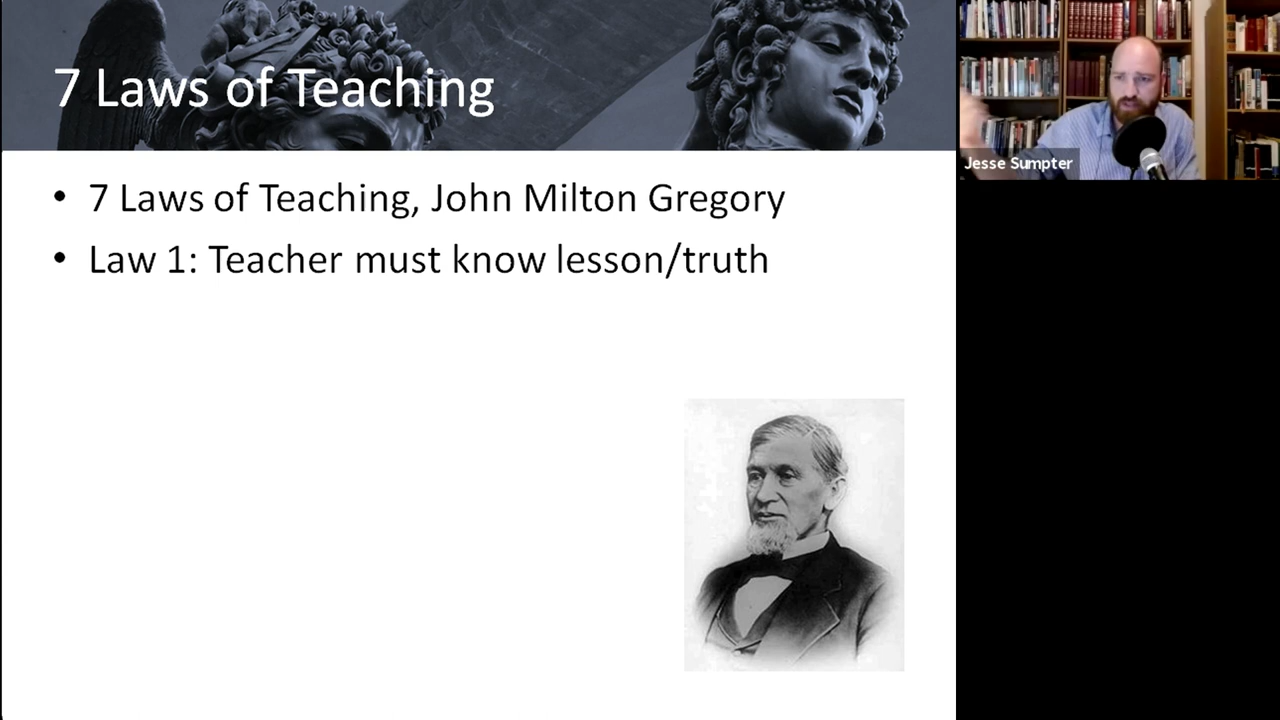 7 Laws of Teaching
• 7 Laws of Teaching, John Milton Gregory
• Law 1: Teacher must know lesson/truth
Jesse Sumpter